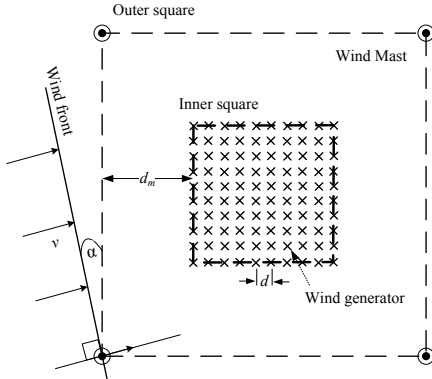 Outer square
Wind Mast
Wind front
Inner square
d_m
v
α
d
Wind generator